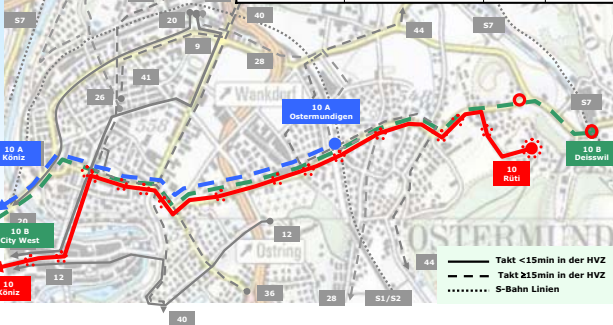 S7
20
40
44
S7
9
28
41
26
Wankdorf
10 A
Ostermundigen
S7
10 A
Köniz
10 B
Deisswil
10
Rüti
20
10 B
City West
12
OSTERMUND
Ostring
44
12
10
Köniz
36
28
S1/S2
40
Takt <15min in der HVZ
Takt ≥15min in der HVZ
S-Bahn Linien